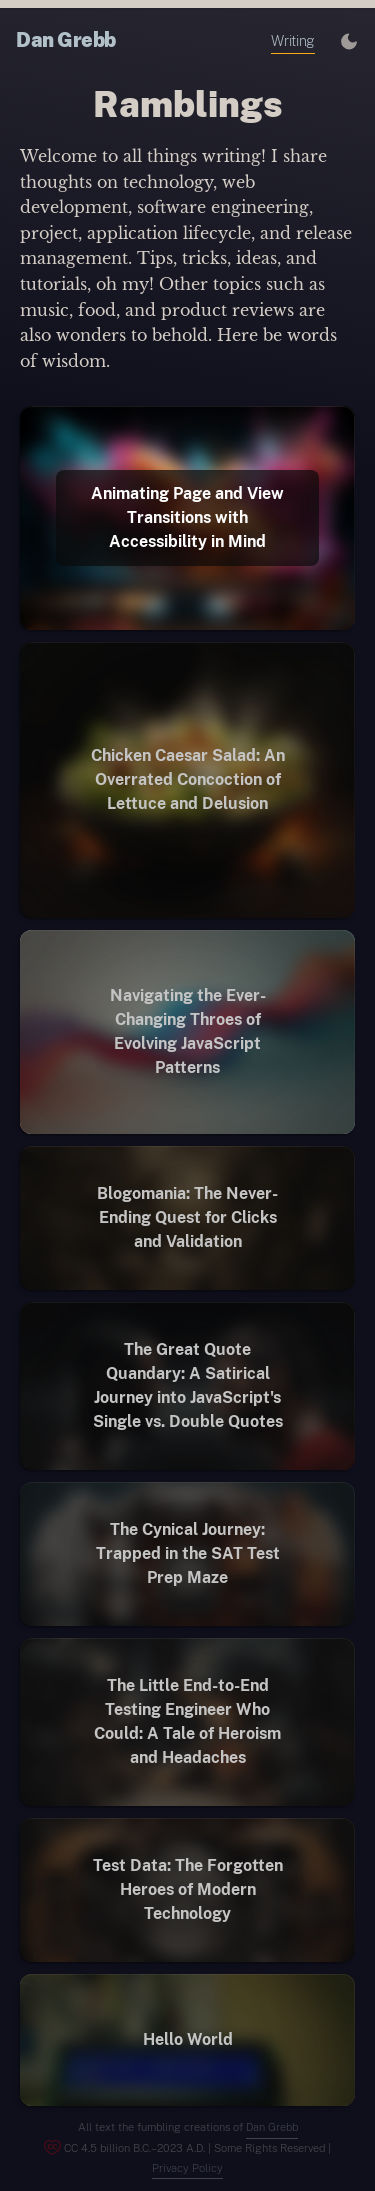 Dan Grebb
Writing
Ramblings
Welcome to all things writing! I share
thoughts on technology, web
development, software engineering,
project, application lifecycle, and release
management. Tips, tricks, ideas, and
tutorials, oh my! Other topics such as
music, food, and product reviews are
also wonders to behold. Here be words
of wisdom.
Animating Page and View
Transitions with
Accessibility in Mind
Chicken Caesar Salad: An
Overrated Concoction of
Lettuce and Delusion
Navigating the Ever-
Changing Throes of
Evolving JavaScript
Patterns
Blogomania: The Never-
Ending Quest for Clicks
and Validation
The Great Quote
Quandary: A Satirical
Journey into JavaScript's
Single vs. Double Quotes
The Cynical Journey:
Trapped in the SAT Test
Prep Maze
The Little End-to-End
Testing Engineer Who
Could: A Tale of Heroism
and Headaches
Test Data: The Forgotten
Heroes of Modern
Technology
Hello World
All text the fumbling creations of Dan Grebb
CC 4.5 billion B.C.–2023 A.D. | Some Rights Reserved |
Privacy Policy